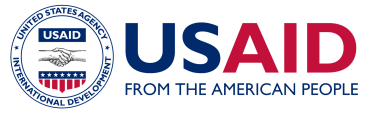 UNITED STATES AGENCY
USAID
INTERNATIONAL DEVELOPMENT
USAID
FROM THE AMERICAN PEOPLE